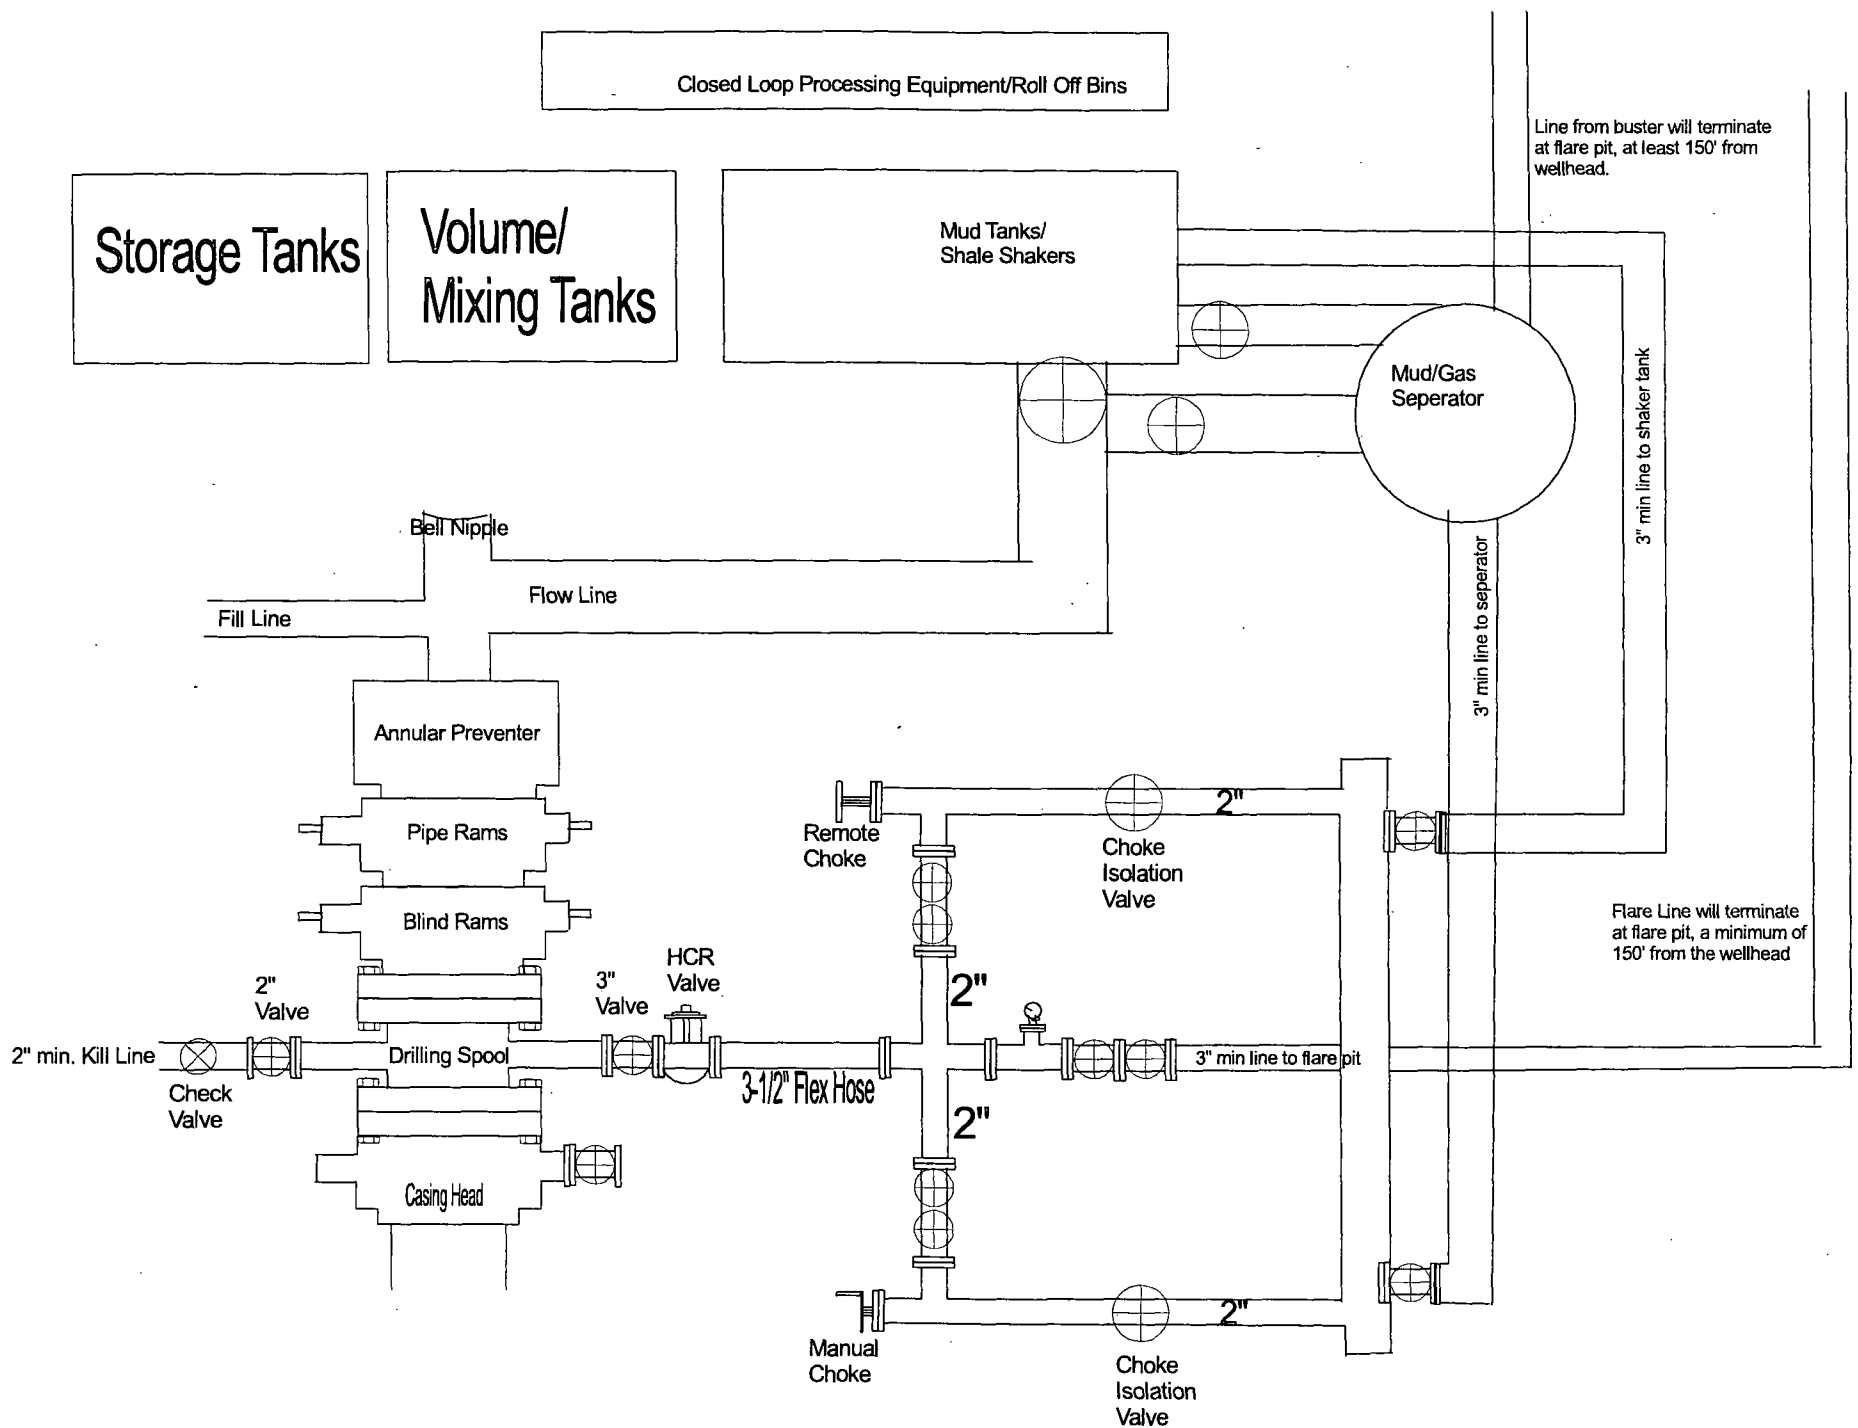 Closed Loop Processing Equipment/Roll Off Bins
Line from buster will terminate
at flare pit, at least 150' from
wellhead.
Storage Tanks
Volume/
Mixing Tanks
Mud Tanks/
Shale Shakers
Mud/Gas
Seperator
3" min line to shaker tank
Bell Nipple
Flow Line
Fill Line
3" min line to seperator
Annular Preventer
Pipe Rams
Blind Rams
Remote
Choke
2"
Choke
Isolation
Valve
Flare Line will terminate
at flare pit, a minimum of
150' from the wellhead
2"
Valve
3"
Valve
HCR
Valve
2"
2" min. Kill Line
Drilling Spool
3" min line to flare pit
Check
Valve
3-1/2" Flex Hose
2"
Casing Head
Manual
Choke
2"
Choke
Isolation
Valve